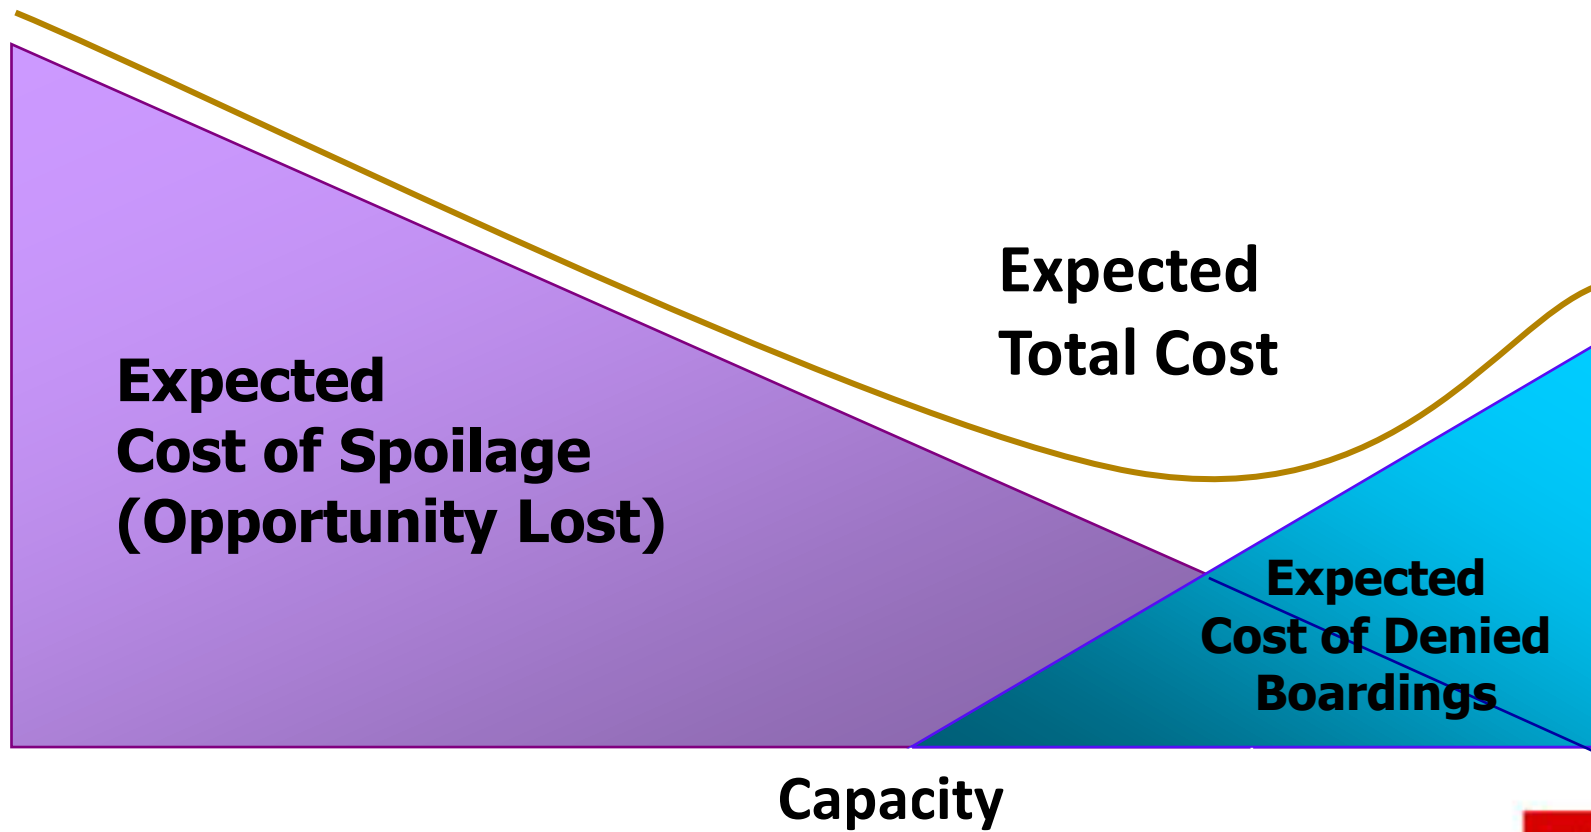 Expected
Total Cost
Expected
Cost of Spoilage
(Opportunity Lost)
Expected
Cost of Denied
Boardings
Capacity